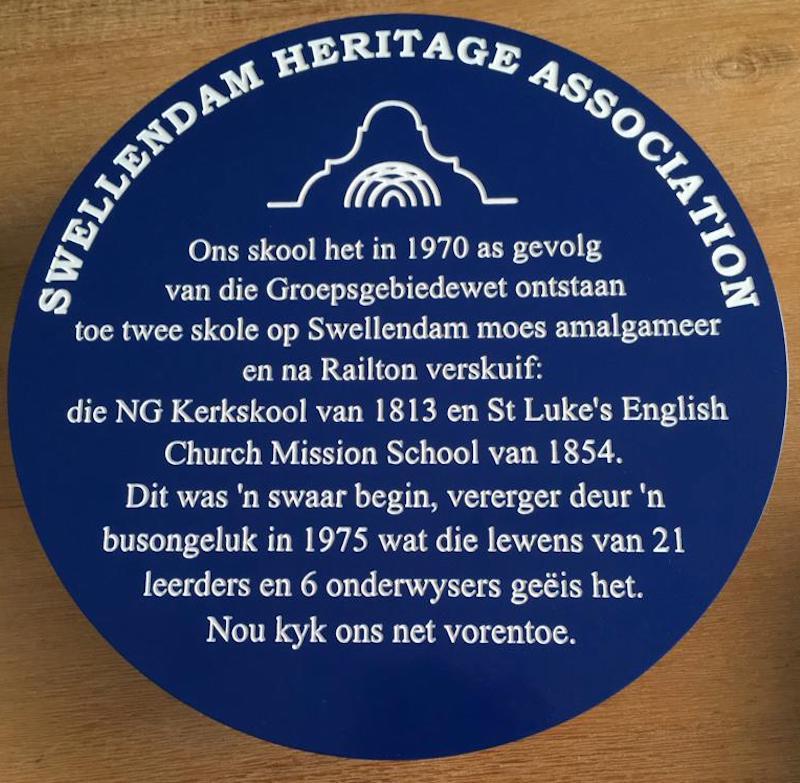 SWELLENDAM HERITAGE ASSOCIATION
Ons skool het in 1970 as gevolg
van die Groepsgebiedewet ontstaan
toe twee skole op Swellendam moes amalgameer
en na Railton verskuif:
die NG Kerkskool van 1813 en St Luke's English
Church Mission School van 1854.
Dit was 'n swaar begin, vererger deur 'n
busongeluk in 1975 wat die lewens van 21
leerders en 6 onderwysers geëis het.
Nou kyk ons net vorentoe.